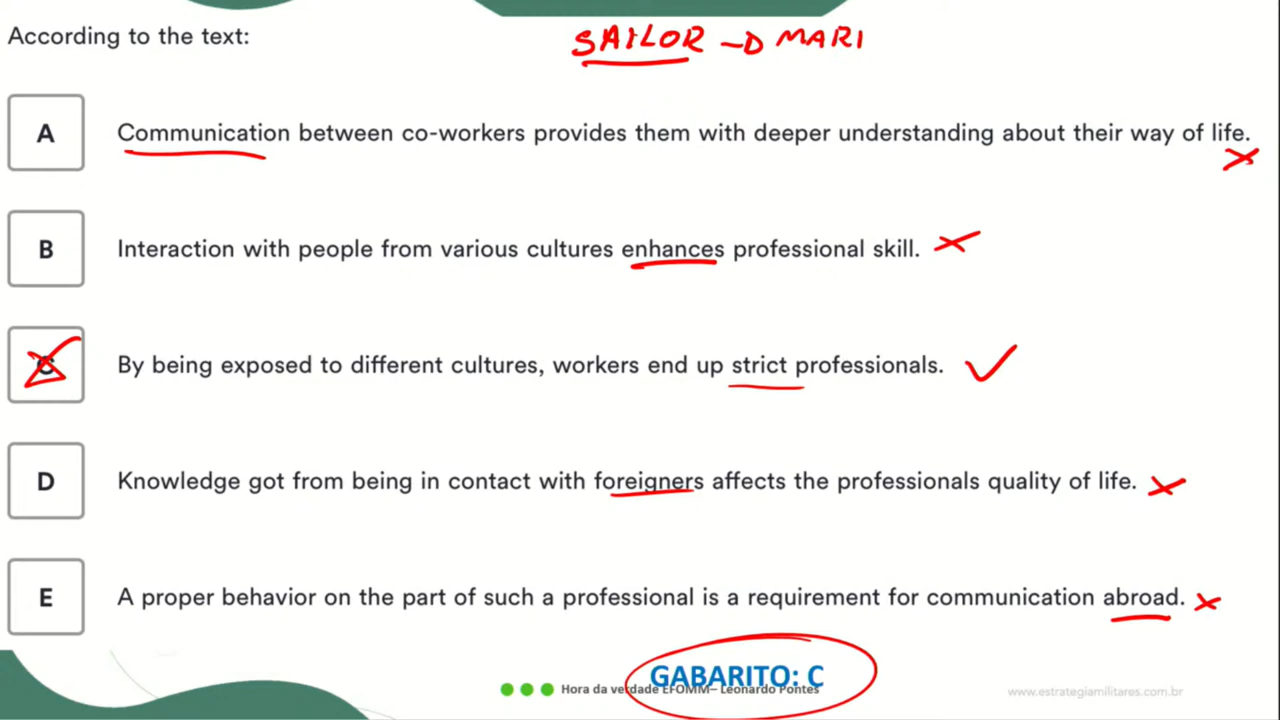 According to the text:
SAILOR → MARI
A
Communication between co-workers provides them with deeper understanding about their way of life.
B
Interaction with people from various cultures enhances professional skill.
C
By being exposed to different cultures, workers end up strict professionals.
D
Knowledge got from being in contact with foreigners affects the professionals quality of life.
E
A proper behavior on the part of such a professional is a requirement for communication abroad.
GABARITO: C
Hora da verdade EFOMM– Leonardo Pontes
www.estrategiamilitares.com.br